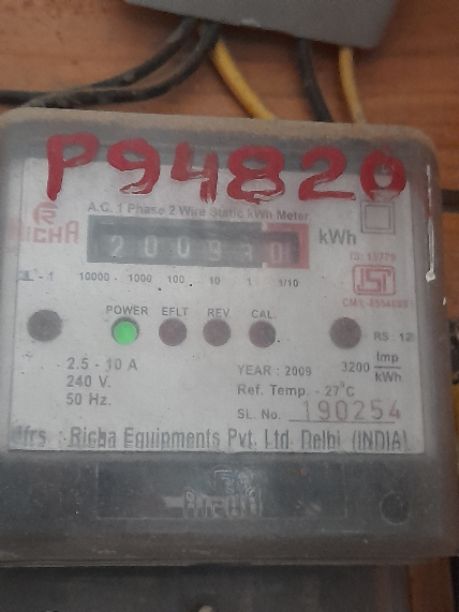 P94820
A.C. 1 Phase 2 Wire Static kWh Meter
RICHA
kWh
IS: 13779
10000 1000 100 10 1 1/10
POWER EFLT REV. CAL.
2.5 - 10 A
240 V.
50 Hz.
YEAR : 2009
3200 Imp/kWh
Ref. Temp. - 27°C
SL. No. 190254
Mfrs. : Richa Equipments Pvt. Ltd. Delhi (INDIA)